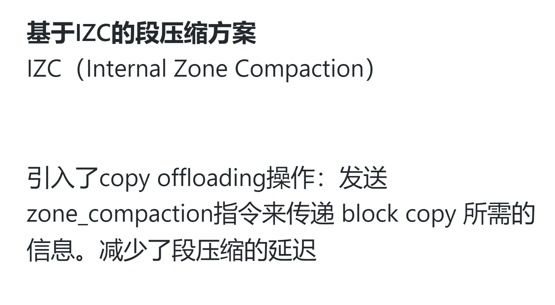 基于IZC的段压缩方案
IZC（Internal Zone Compaction）
引入了copy offloading操作：发送
zone_compaction指令来传递 block copy 所需的
信息。减少了段压缩的延迟